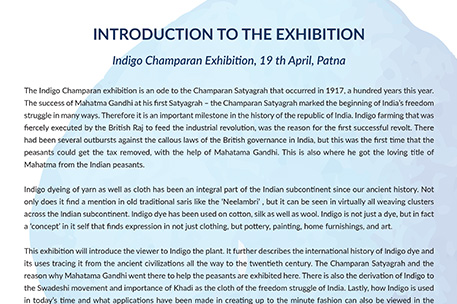 INTRODUCTION TO THE EXHIBITION
Indigo Champaran Exhibition, 19 th April, Patna
The Indigo Champaran exhibition is an ode to the Champaran Satyagrah that occurred in 1917, a hundred years this year.
The success of Mahatma Gandhi at his first Satyagrah – the Champaran Satyagrah marked the beginning of India's freedom
struggle in many ways. Therefore it is an important milestone in the history of the republic of India. Indigo farming that was
fiercely executed by the British Raj to feed the industrial revolution, was the reason for the first successful revolt. There
had been several outbursts against the callous laws of the British governance in India, but this was the first time that the
peasants could get the tax removed, with the help of Mahatama Gandhi. This is also where he got the loving title of
Mahatma from the Indian peasants.
Indigo dyeing of yarn as well as cloth has been an integral part of the Indian subcontinent since our ancient history. Not
only does it find a mention in old traditional saris like the 'Neelambri' , but it can be seen in virtually all weaving clusters
across the Indian subcontinent. Indigo dye has been used on cotton, silk as well as wool. Indigo is not just a dye, but in fact
a 'concept' in it self that finds expression in not just clothing, but pottery, painting, home furnishings, and art.
This exhibition will introduce the viewer to Indigo the plant. It further describes the international history of Indigo dye and
its uses tracing it from the ancient civilizations all the way to the twentieth century. The Champaran Satyagrah and the
reason why Mahatama Gandhi went there to help the peasants are exhibited here. There is also the derivation of Indigo to
the Swadeshi movement and importance of Khadi as the cloth of the freedom struggle of India. Lastly, how Indigo is used
in today's time and what applications have been made in creating up to the minute fashion can also be viewed in the